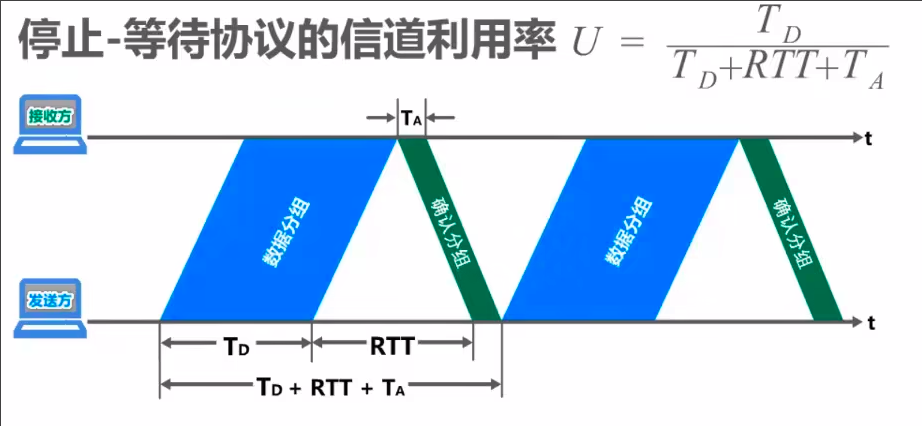 停止-等待协议的信道利用率 U = T_D / (T_D+RTT+T_A)
接收方
T_A
t
数据分组
确认分组
数据分组
确认分组
发送方
t
T_D
RTT
T_D + RTT + T_A